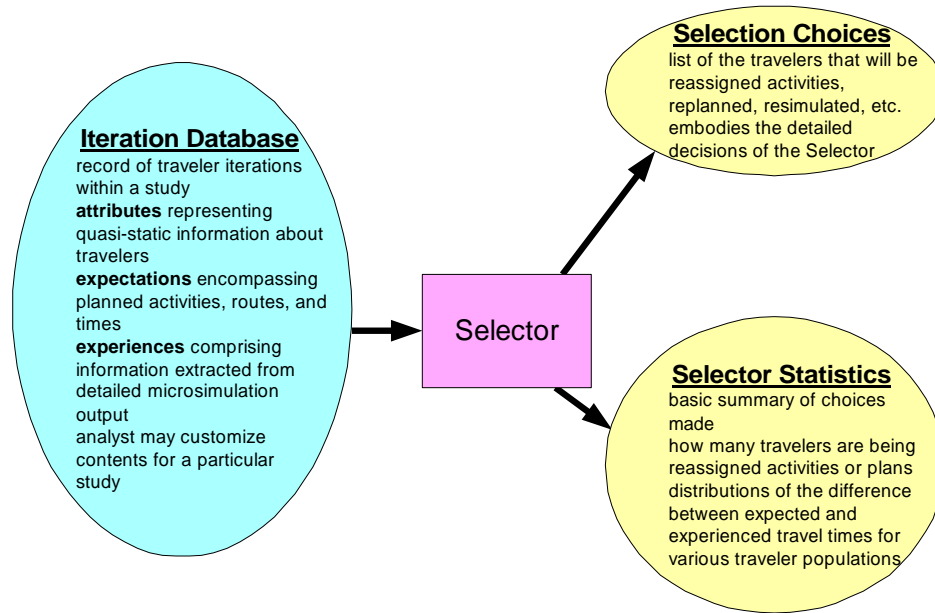 Iteration Database
record of traveler iterations
within a study
attributes representing
quasi-static information about
travelers
expectations encompassing
planned activities, routes, and
times
experiences comprising
information extracted from
detailed microsimulation
output
analyst may customize
contents for a particular
study
Selector
Selection Choices
list of the travelers that will be
reassigned activities,
replanned, resimulated, etc.
embodies the detailed
decisions of the Selector
Selector Statistics
basic summary of choices
made
how many travelers are being
reassigned activities or plans
distributions of the difference
between expected and
experienced travel times for
various traveler populations